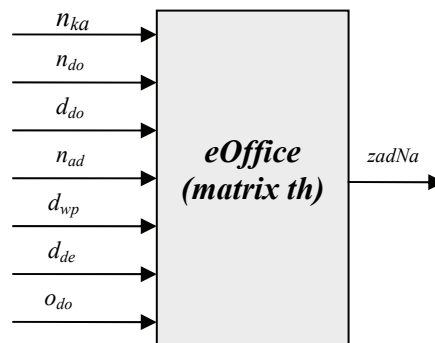 n_ka
n_do
d_do
n_ad
d_wp
d_de
o_do
eOffice
(matrix th)
zadNa